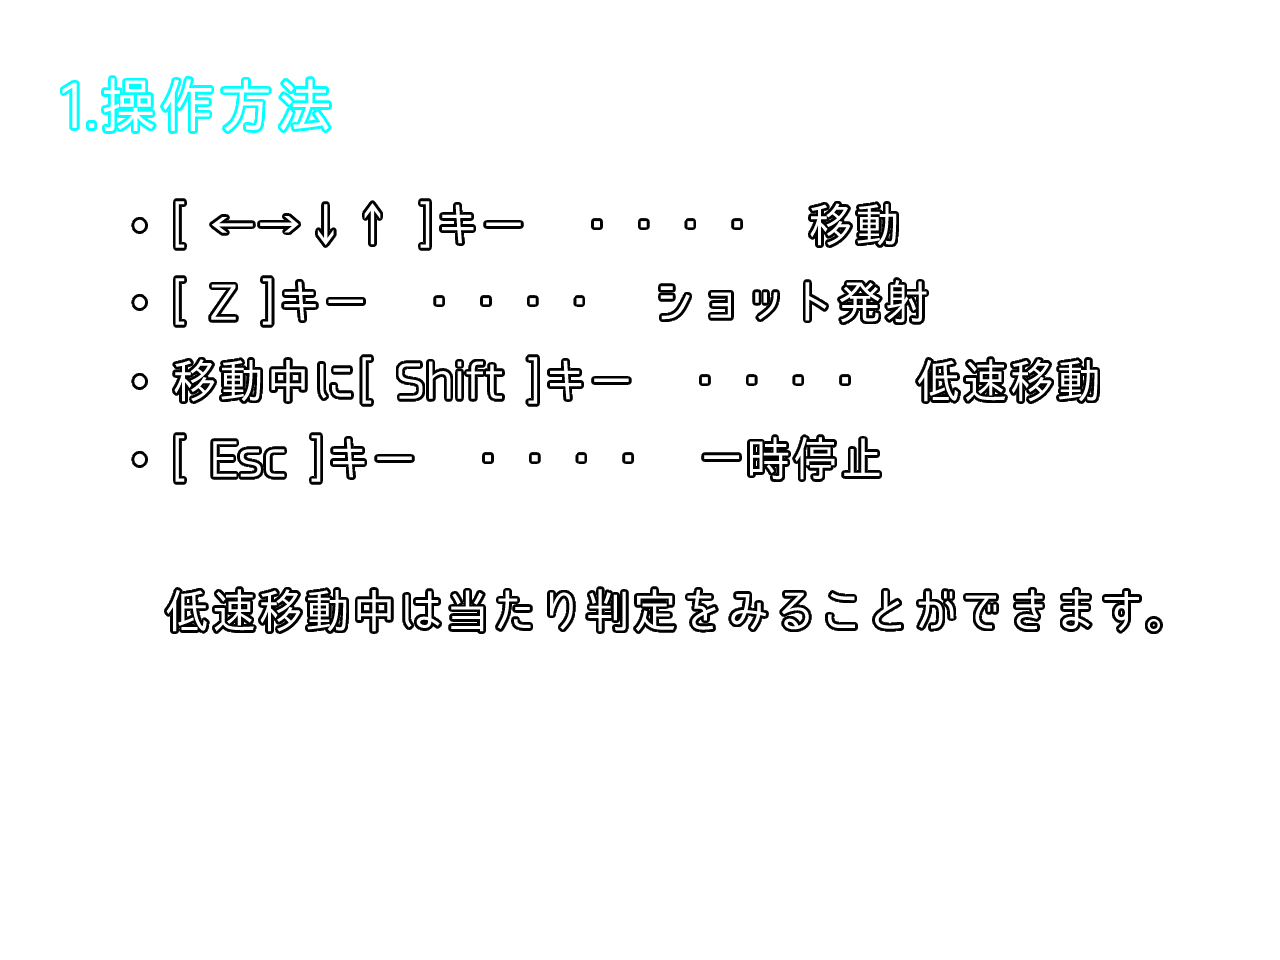 1.操作方法
・[ ←→↓↑ ]キー ・・・・ 移動
・[ Z ]キー ・・・・ ショット発射
・移動中に[ Shift ]キー ・・・・ 低速移動
・[ Esc ]キー ・・・・ 一時停止
低速移動中は当たり判定をみることができます。